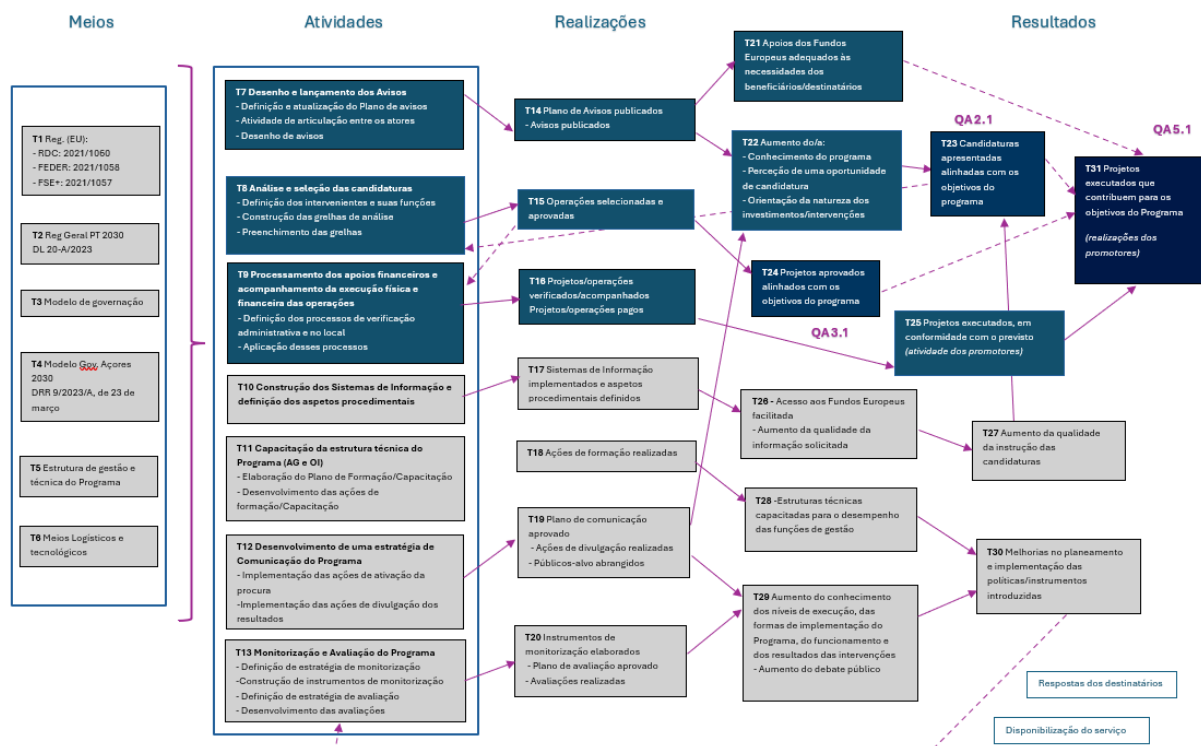 Meios
Atividades
Realizações
Resultados
T1 Reg. (EU):
- RDC: 2021/1060
- FEDER: 2021/1058
- FSE+: 2021/1057
T2 Reg Geral PT 2030
DL 20-A/2023
T3 Modelo de governação
T4 Modelo Gov. Açores
2030
DRR 9/2023/A, de 23 de
março
T5 Estrutura de gestão e
técnica do Programa
T6 Meios Logísticos e
tecnológicos
T7 Desenho e lançamento dos Avisos
- Definição e atualização do Plano de avisos
- Atividade de articulação entre os atores
- Desenho de avisos
T8 Análise e seleção das candidaturas
- Definição dos intervenientes e suas funções
- Construção das grelhas de análise
- Preenchimento das grelhas
T9 Processamento dos apoios financeiros e
acompanhamento da execução física e
financeira das operações
- Definição dos processos de verificação
administrativa e no local
- Aplicação desses processos
T10 Construção dos Sistemas de Informação e
definição dos aspetos procedimentais
T11 Capacitação da estrutura técnica do
Programa (AG e OI)
- Elaboração do Plano de Formação/Capacitação
- Desenvolvimento das ações de
formação/Capacitação
T12 Desenvolvimento de uma estratégia de
Comunicação do Programa
- Implementação das ações de ativação da
procura
-Implementação das ações de divulgação dos
resultados
T13 Monitorização e Avaliação do Programa
- Definição de estratégia de monitorização
-Construção de instrumentos de monitorização
- Definição de estratégia de avaliação
- Desenvolvimento das avaliações
T14 Plano de Avisos publicados
- Avisos publicados
T15 Operações selecionadas e
aprovadas
T16 Projetos/operações
verificados/acompanhados
Projetos/operações pagos
T17 Sistemas de Informação
implementados e aspetos
procedimentais definidos
T18 Ações de formação realizadas
T19 Plano de comunicação
aprovado
- Ações de divulgação realizadas
- Públicos-alvo abrangidos
T20 Instrumentos de
monitorização elaborados
- Plano de avaliação aprovado
- Avaliações realizadas
T21 Apoios dos Fundos
Europeus adequados às
necessidades dos
beneficiários/destinatários
T22 Aumento do/a:
- Conhecimento do programa
- Perceção de uma oportunidade
de candidatura
- Orientação da natureza dos
investimentos/intervenções
QA2.1
T23 Candidaturas
apresentadas
alinhadas com os
objetivos do
programa
T24 Projetos aprovados
alinhados com os
objetivos do programa
QA3.1
T25 Projetos executados, em
conformidade com o previsto
(atividade dos promotores)
T26 - Acesso aos Fundos Europeus
facilitada
- Aumento da qualidade da
informação solicitada
T27 Aumento da qualidade
da instrução das
candidaturas
T28 -Estruturas técnicas
capacitadas para o desempenho
das funções de gestão
T29 Aumento do conhecimento
dos níveis de execução, das
formas de implementação do
Programa, do funcionamento e
dos resultados das intervenções
- Aumento do debate público
T30 Melhorias no planeamento
e implementação das
políticas/instrumentos
introduzidas
QA5.1
T31 Projetos
executados que
contribuem para os
objetivos do Programa
(realizações dos
promotores)
Respostas dos destinatários
Disponibilização do serviço